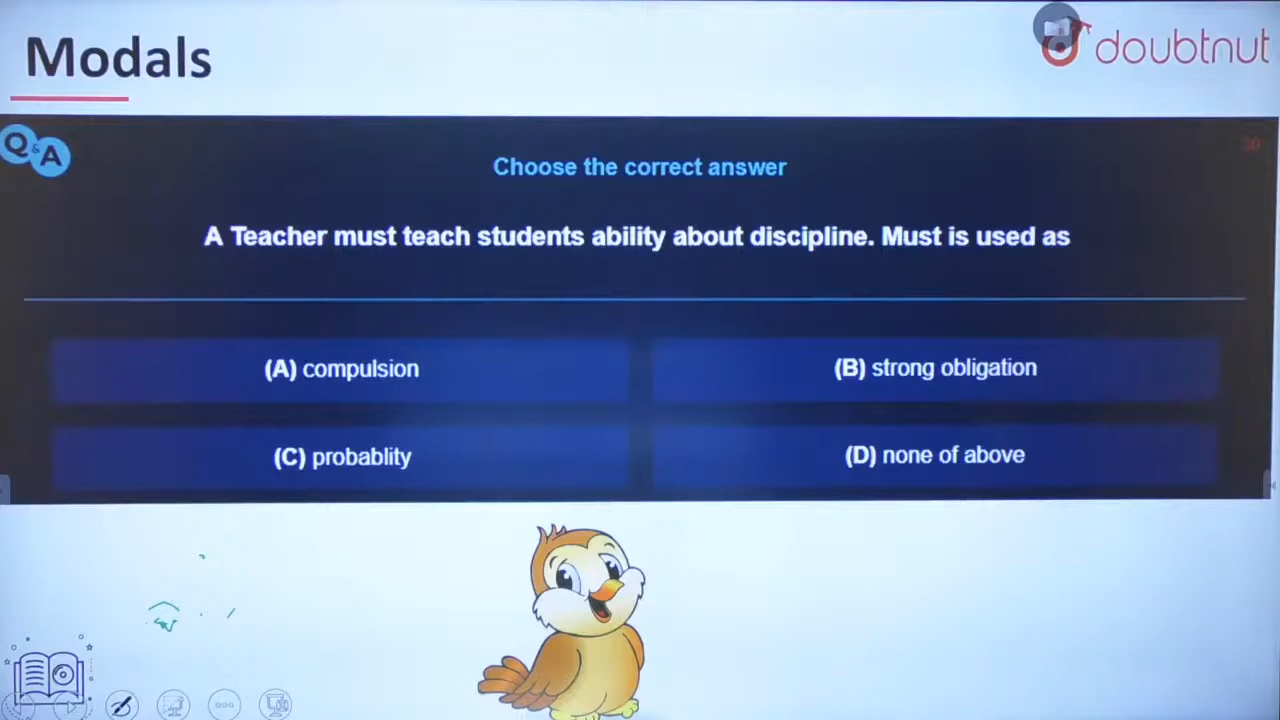 Modals
doubtnut
Q&A
30
Choose the correct answer
A Teacher must teach students ability about discipline. Must is used as
(A) compulsion
(B) strong obligation
(C) probablity
(D) none of above